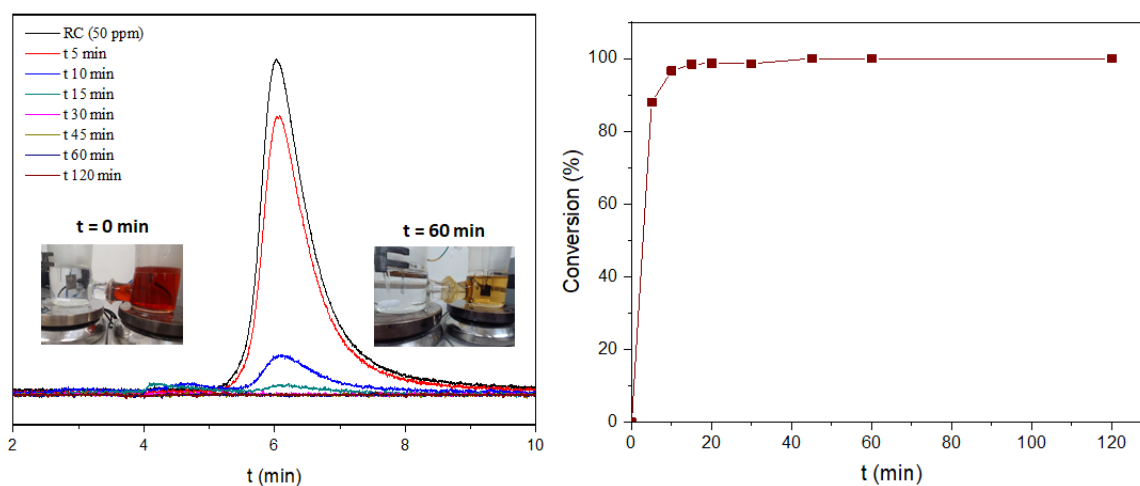 RC (50 ppm)
t 5 min
t 10 min
t 15 min
t 30 min
t 45 min
t 60 min
t 120 min
t = 0 min
t = 60 min
2
4
6
8
10
t (min)
100
80
60
40
20
0
Conversion (%)
0
20
40
60
80
100
120
t (min)